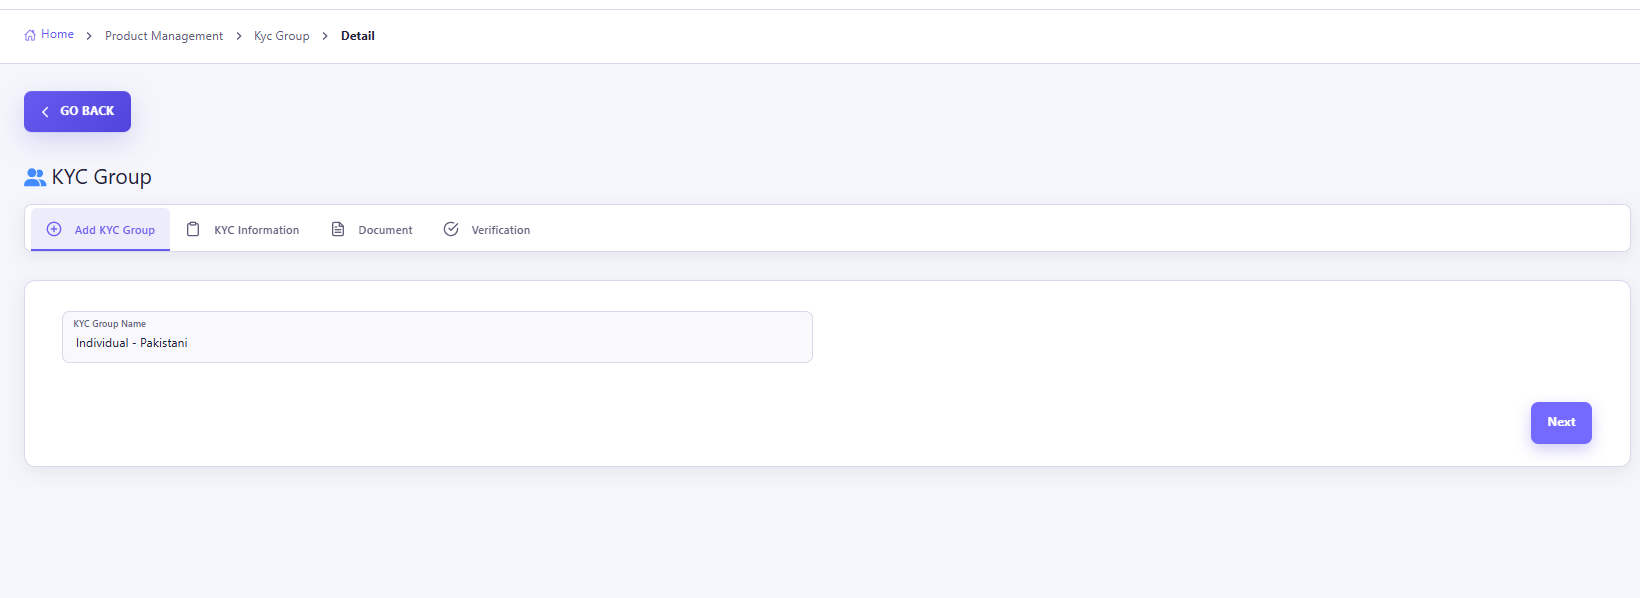 Home > Product Management > Kyc Group > Detail
GO BACK
KYC Group
Add KYC Group KYC Information Document Verification
KYC Group Name
Individual - Pakistani
Next